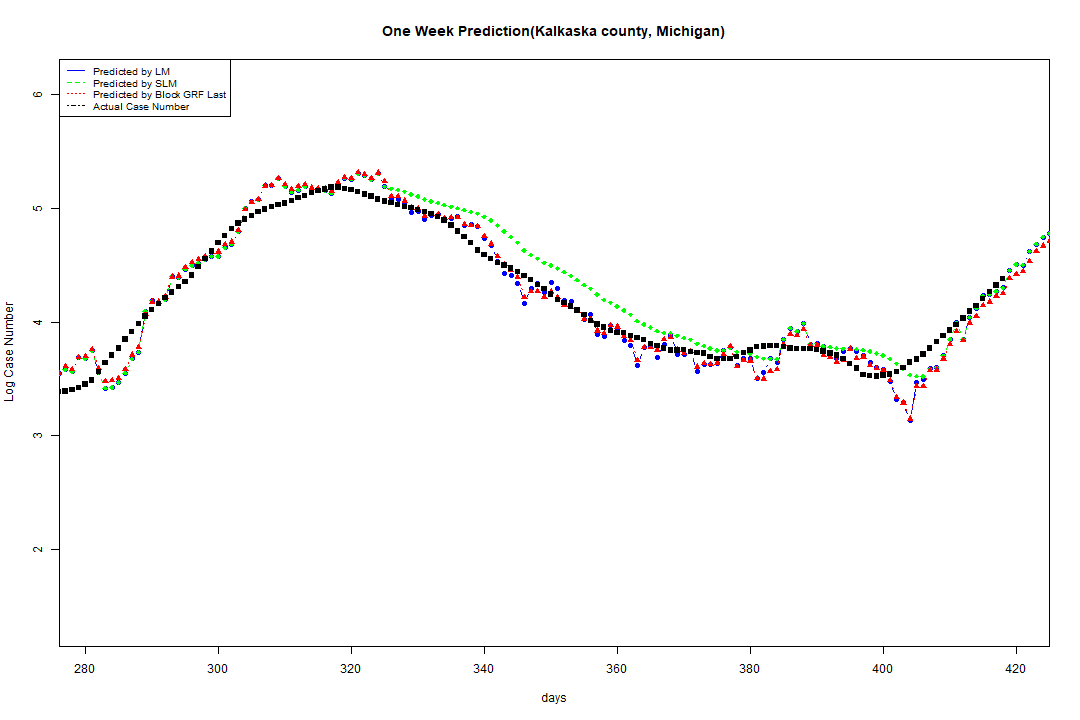 One Week Prediction(Kalkaska county, Michigan)
Predicted by LM
Predicted by SLM
Predicted by Block GRF Last
Actual Case Number
Log Case Number
6
5
4
3
2
280 300 320 340 360 380 400 420
days